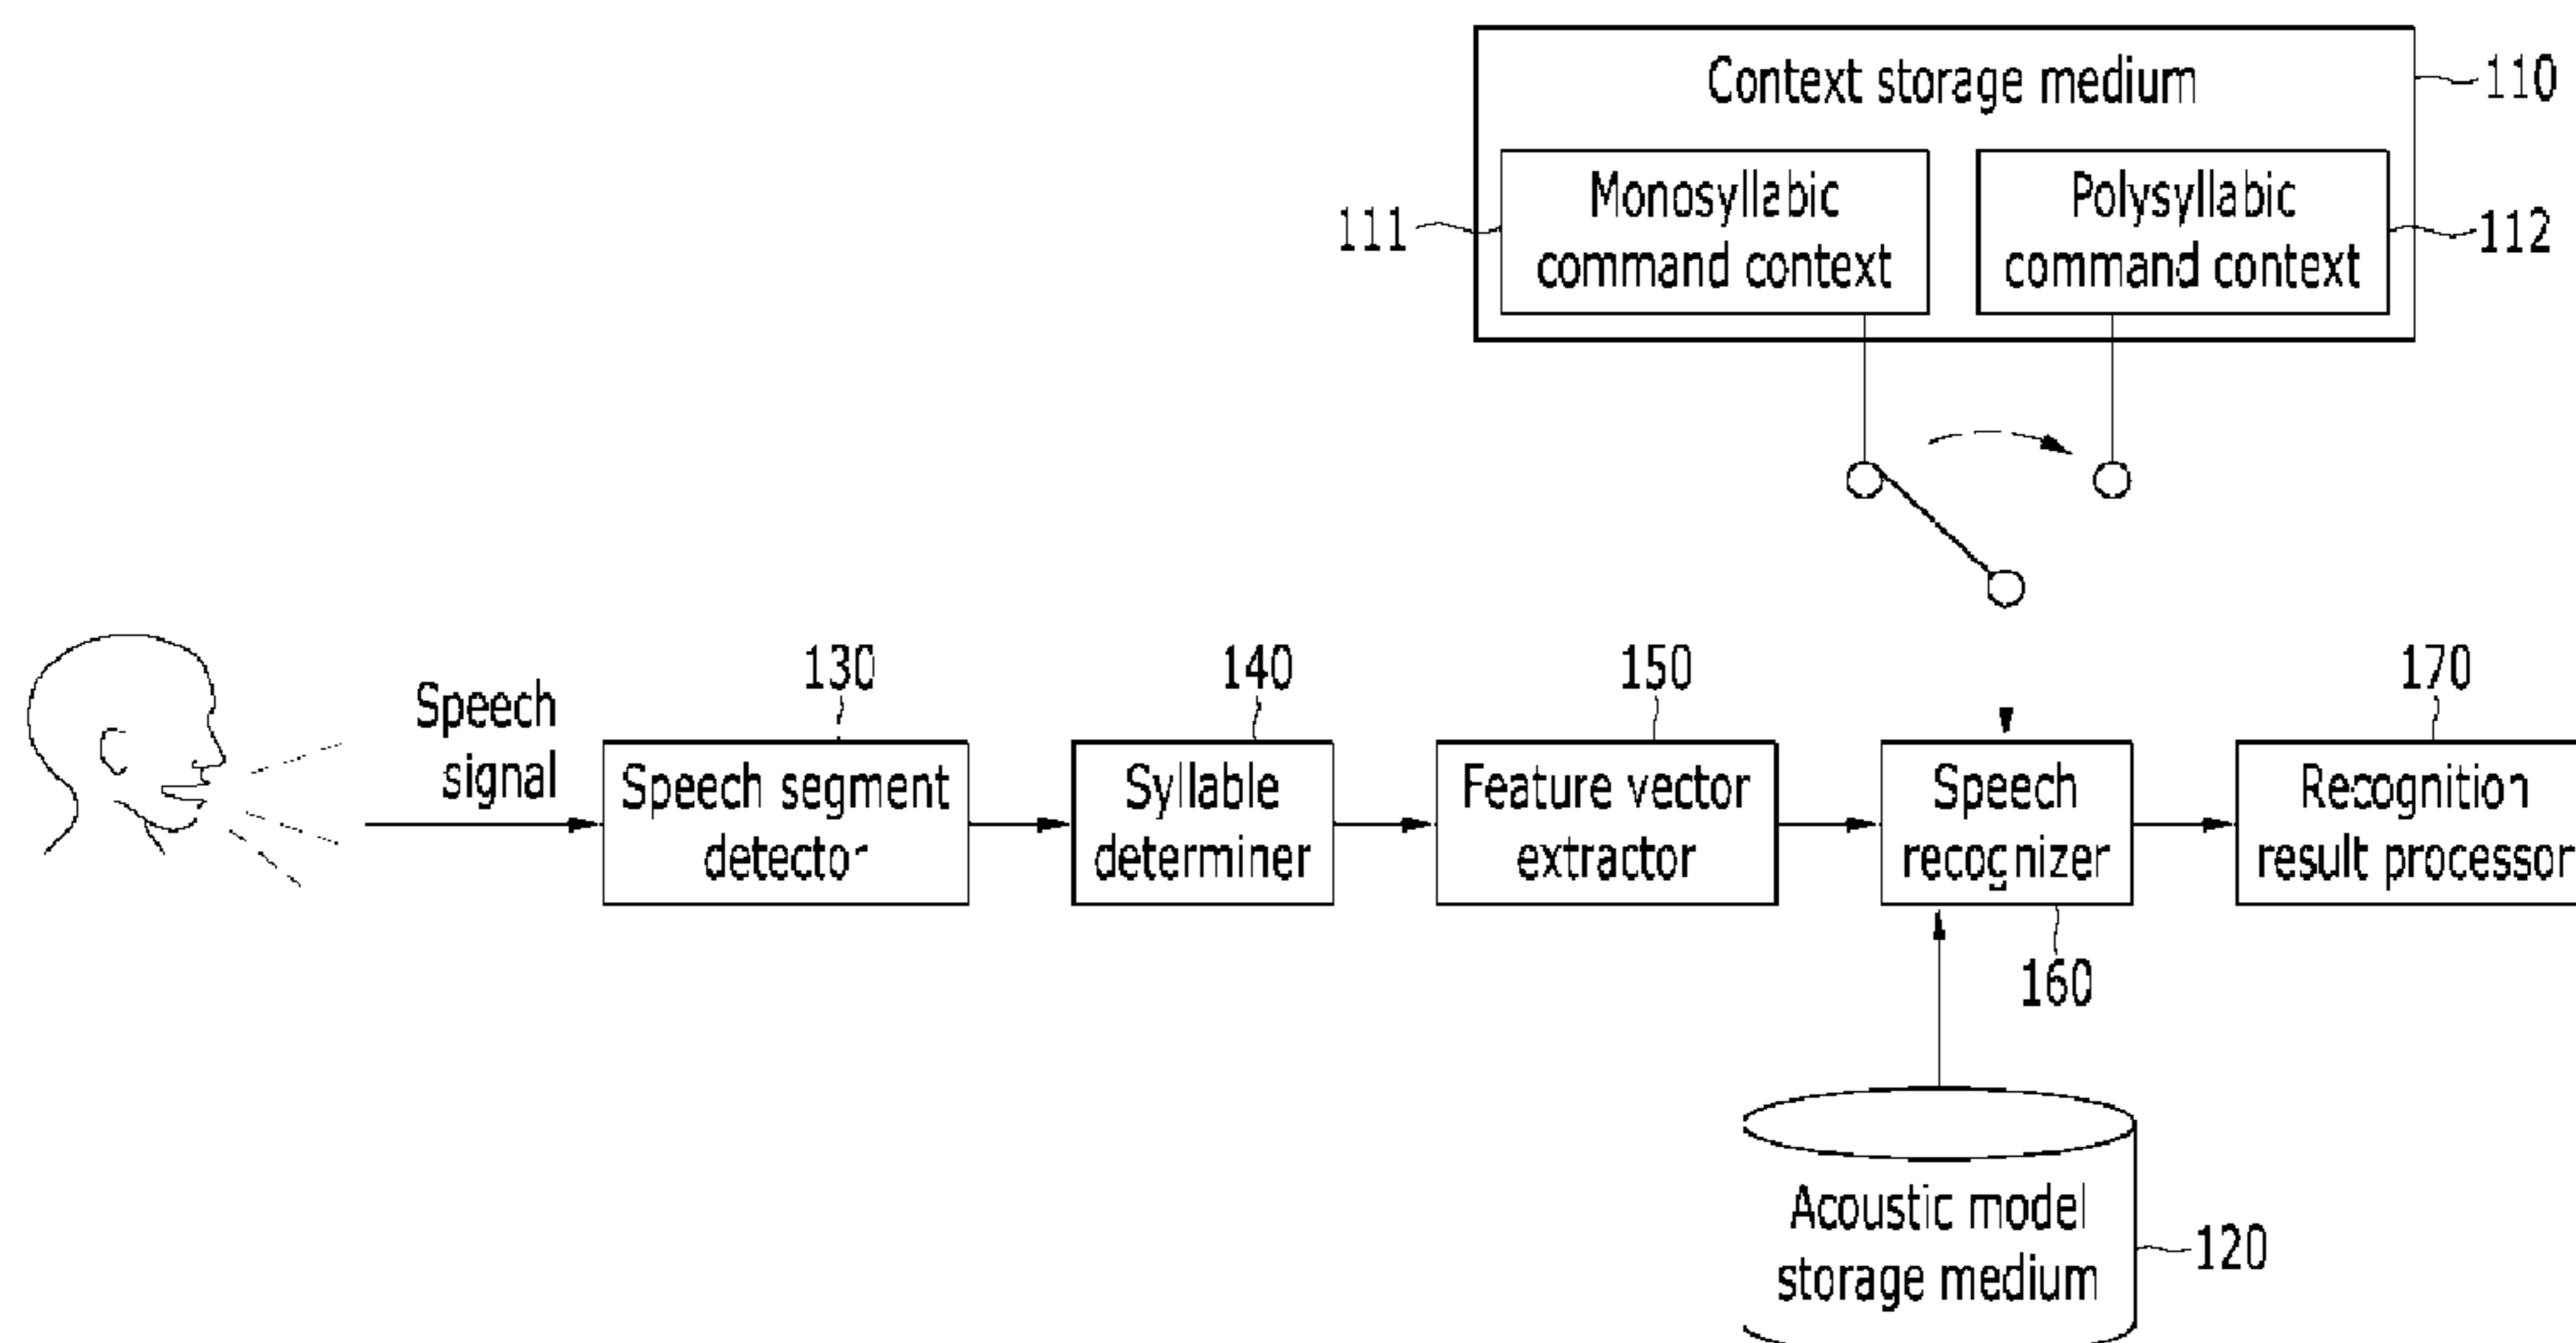 Context storage medium
110
Monosyllabic
command context
111
Polysyllabic
command context
112
Speech
signal
130
Speech segment
detector
140
Syllable
determiner
150
Feature vector
extractor
Speech
recognizer
160
170
Recognition
result processor
Acoustic model
storage medium
120